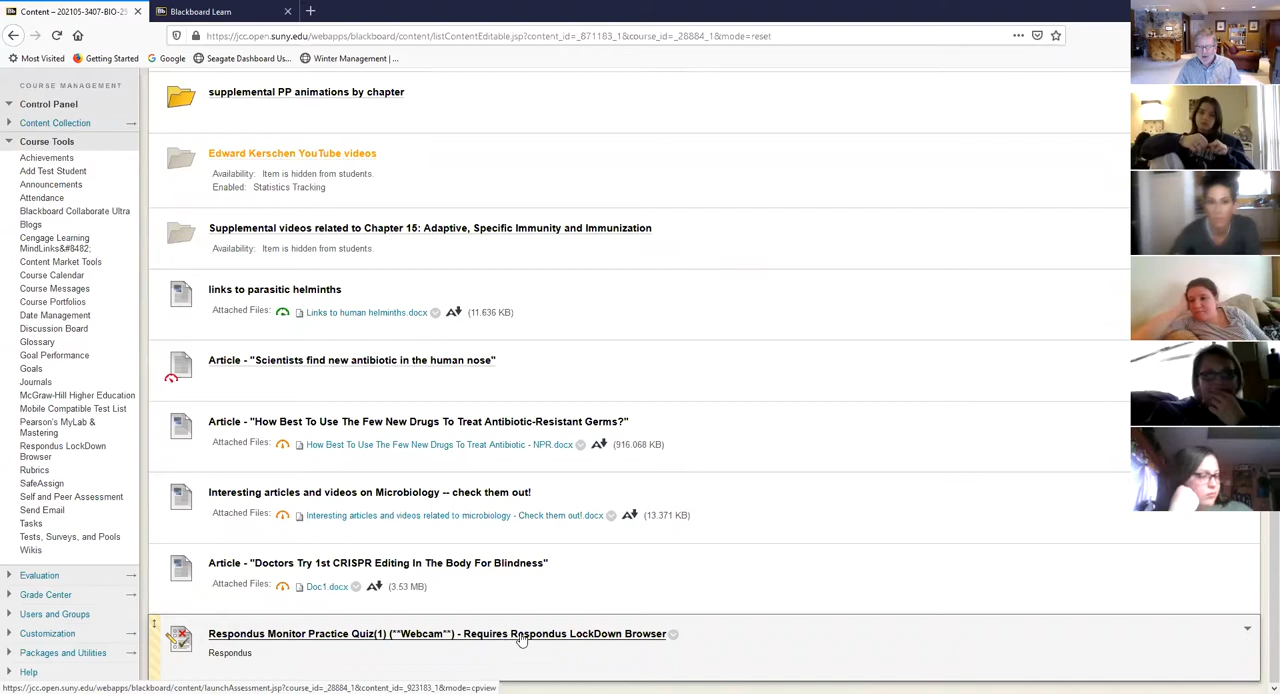 Content – 202105-3407-BIO-25
Blackboard Learn
https://jcc.open.suny.edu/webapps/blackboard/content/listContentEditable.jsp?content_id=_871183_1&course_id=_28884_1&mode=reset
Most Visited
Getting Started
Google
Seagate Dashboard Us...
Winter Management | ...
COURSE MANAGEMENT
Control Panel
Content Collection
Course Tools
Achievements
Add Test Student
Announcements
Attendance
Blackboard Collaborate Ultra
Blogs
Cengage Learning
MindLinks&#8482;
Content Market Tools
Course Calendar
Course Messages
Course Portfolios
Date Management
Discussion Board
Glossary
Goal Performance
Goals
Journals
McGraw-Hill Higher Education
Mobile Compatible Test List
Pearson's MyLab &
Mastering
Respondus LockDown
Browser
Rubrics
SafeAssign
Self and Peer Assessment
Send Email
Tasks
Tests, Surveys, and Pools
Wikis
Evaluation
Grade Center
Users and Groups
Customization
Packages and Utilities
Help
supplemental PP animations by chapter
Edward Kerschen YouTube videos
Availability: Item is hidden from students.
Enabled: Statistics Tracking
Supplemental videos related to Chapter 15: Adaptive, Specific Immunity and Immunization
Availability: Item is hidden from students.
links to parasitic helminths
Attached Files: Links to human helminths.docx (11.636 KB)
Article - "Scientists find new antibiotic in the human nose"
Article - "How Best To Use The Few New Drugs To Treat Antibiotic-Resistant Germs?"
Attached Files: How Best To Use The Few New Drugs To Treat Antibiotic - NPR.docx (916.068 KB)
Interesting articles and videos on Microbiology -- check them out!
Attached Files: Interesting articles and videos related to microbiology - Check them out!.docx (13.371 KB)
Article - "Doctors Try 1st CRISPR Editing In The Body For Blindness"
Attached Files: Doc1.docx (3.53 MB)
Respondus Monitor Practice Quiz(1) (**Webcam**) - Requires Respondus LockDown Browser
Respondus
https://jcc.open.suny.edu/webapps/blackboard/content/launchAssessment.jsp?course_id=_28884_1&content_id=_923183_1&mode=cpview